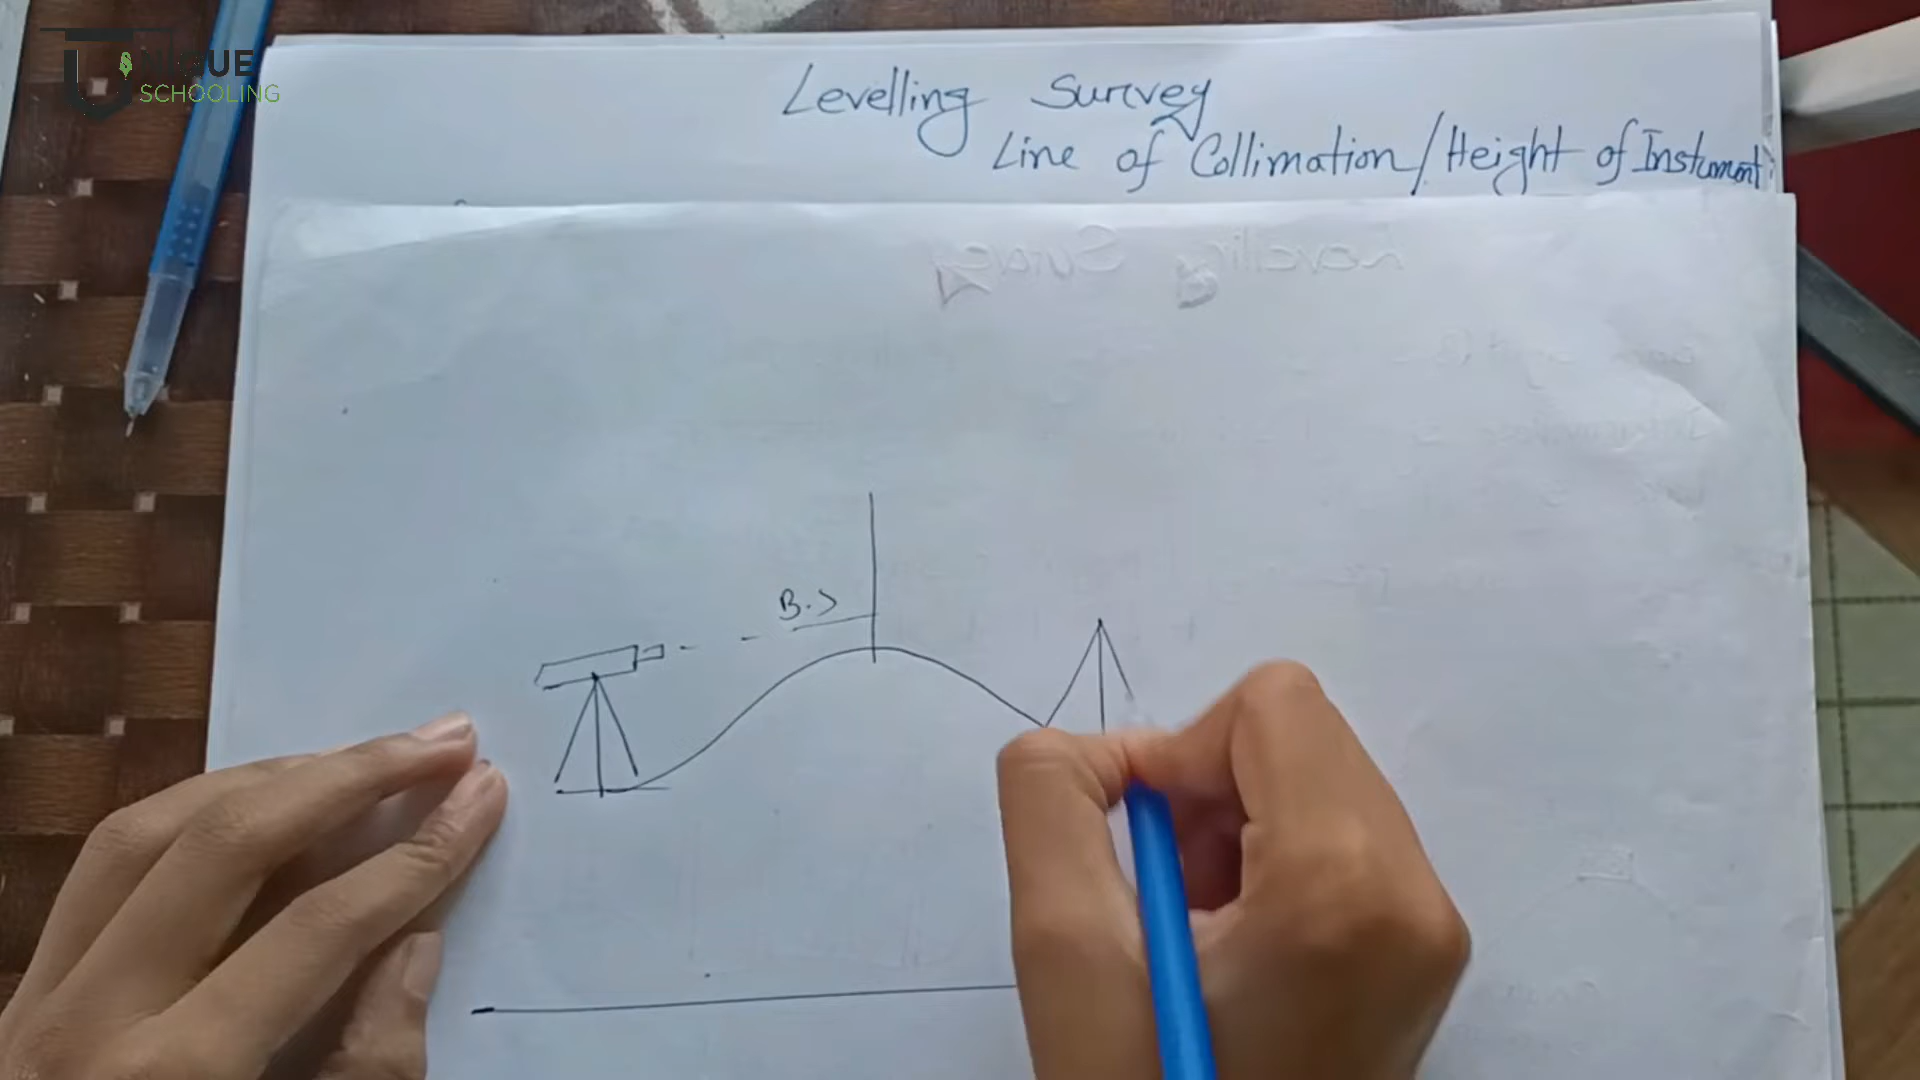 UNIQUE
SCHOOLING
Levelling Survey
Line of Collimation/Height of Instrument
B.S